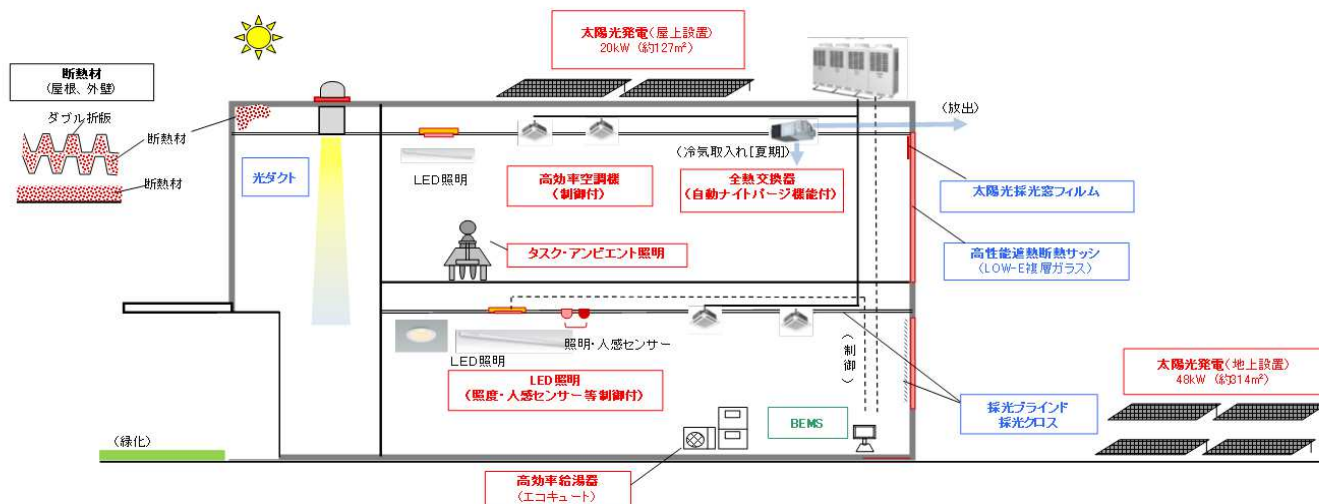 太陽光発電(屋上設置)
20kW (約127㎡)
断熱材
(屋根、外壁)
ダブル折版
断熱材
断熱材
(放出)
光ダクト
LED照明
高効率空調機
(制御付)
(冷気取入れ[夏期])
全熱交換器
(自動ナイトパージ機能付)
太陽光採光窓フィルム
タスク・アンビエント照明
高性能遮熱断熱サッシ
(LOW-E複層ガラス)
照明・人感センサー
LED照明
(制御)
LED照明
(照度・人感センサー等制御付)
太陽光発電(地上設置)
48kW (約314㎡)
採光ブラインド
採光クロス
BEMS
(緑化)
高効率給湯器
(エコキュート)